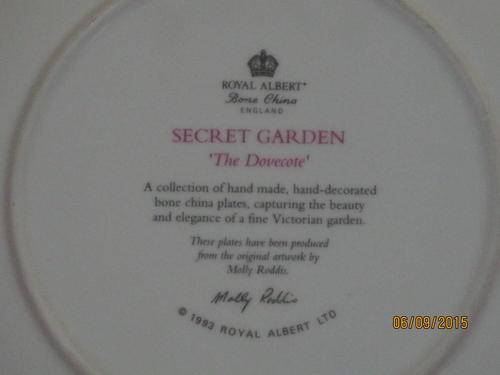 ROYAL ALBERT®
Bone China
ENGLAND
SECRET GARDEN
'The Dovecote'
A collection of hand made, hand-decorated
bone china plates, capturing the beauty
and elegance of a fine Victorian garden.
These plates have been produced
from the original artwork by
Molly Roddis.
Molly Roddis
© 1993 ROYAL ALBERT LTD
06/09/2015